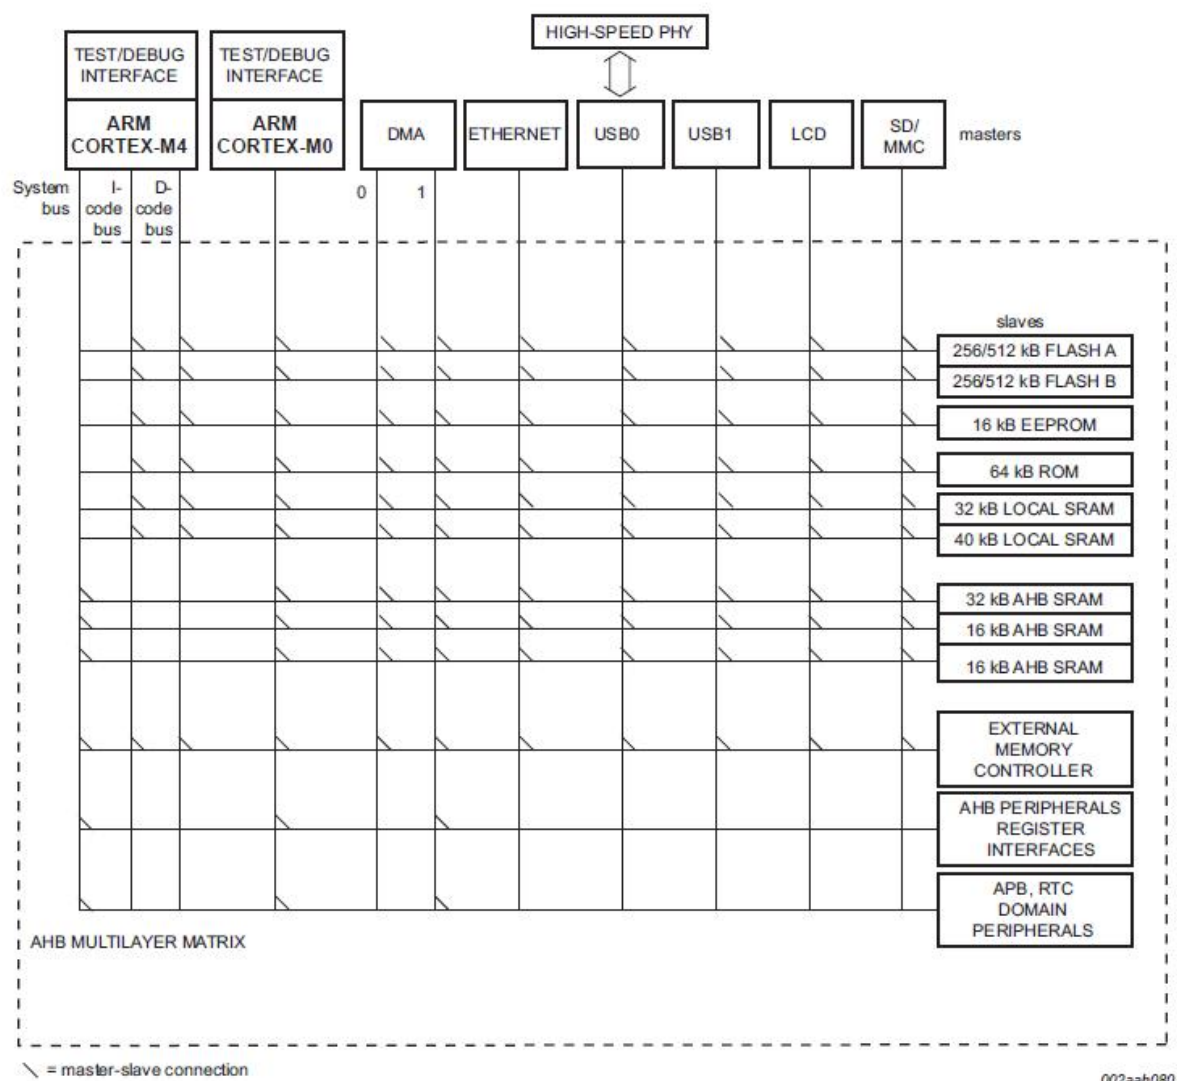 HIGH-SPEED PHY
TEST/DEBUG
INTERFACE
TEST/DEBUG
INTERFACE
ARM
CORTEX-M4
ARM
CORTEX-M0
DMA
ETHERNET
USB0
USB1
LCD
SD/
MMC
masters
System
bus
I-
code
bus
D-
code
bus
0
1
slaves
256/512 kB FLASH A
256/512 kB FLASH B
16 kB EEPROM
64 kB ROM
32 kB LOCAL SRAM
40 kB LOCAL SRAM
32 kB AHB SRAM
16 kB AHB SRAM
16 kB AHB SRAM
EXTERNAL
MEMORY
CONTROLLER
AHB PERIPHERALS
REGISTER
INTERFACES
APB, RTC
DOMAIN
PERIPHERALS
AHB MULTILAYER MATRIX
= master-slave connection